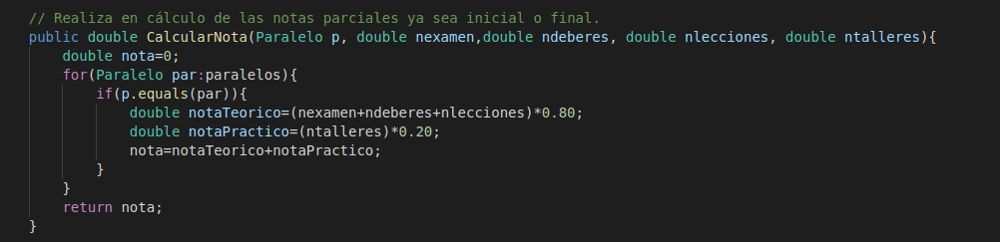 // Realiza en cálculo de las notas parciales ya sea inicial o final.
public double CalcularNota(Paralelo p, double nexamen,double ndeberes, double nlecciones, double ntalleres){
double nota=0;
for(Paralelo par:paralelos){
if(p.equals(par)){
double notaTeorico=(nexamen+ndeberes+nlecciones)*0.80;
double notaPractico=(ntalleres)*0.20;
nota=notaTeorico+notaPractico;
}
}
return nota;
}